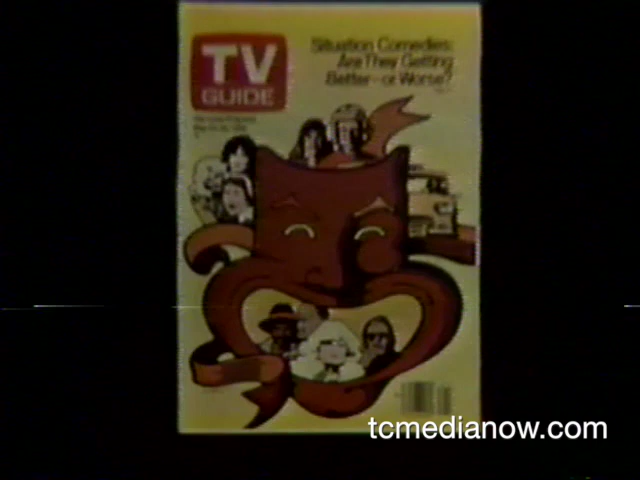 TV
GUIDE
Situation Comedies:
Are They Getting
Better—or Worse?
tcmedianow.com